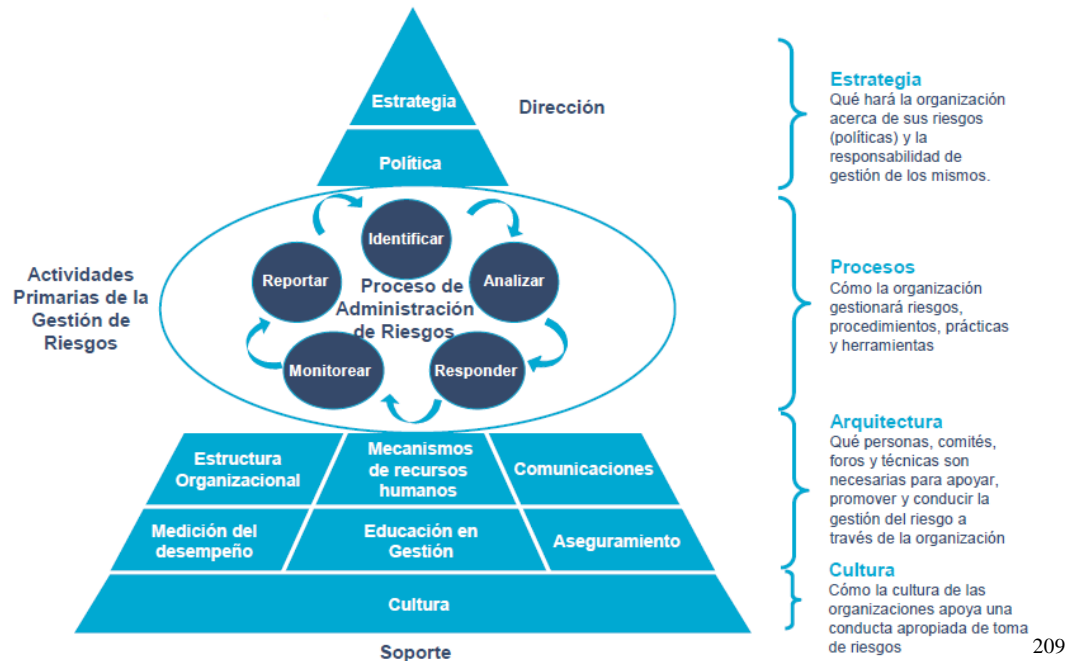 Estrategia
Dirección
Política
Identificar
Reportar
Analizar
Proceso de
Administración
de Riesgos
Monitorear
Responder
Actividades
Primarias de la
Gestión de
Riesgos
Estructura
Organizacional
Mecanismos
de recursos
humanos
Comunicaciones
Medición del
desempeño
Educación en
Gestión
Aseguramiento
Cultura
Soporte
Estrategia
Qué hará la organización
acerca de sus riesgos
(políticas) y la
responsabilidad de
gestión de los mismos.
Procesos
Cómo la organización
gestionará riesgos,
procedimientos, prácticas
y herramientas
Arquitectura
Qué personas, comités,
foros y técnicas son
necesarias para apoyar,
promover y conducir la
gestión del riesgo a
través de la organización
Cultura
Cómo la cultura de las
organizaciones apoya una
conducta apropiada de toma
de riesgos
209